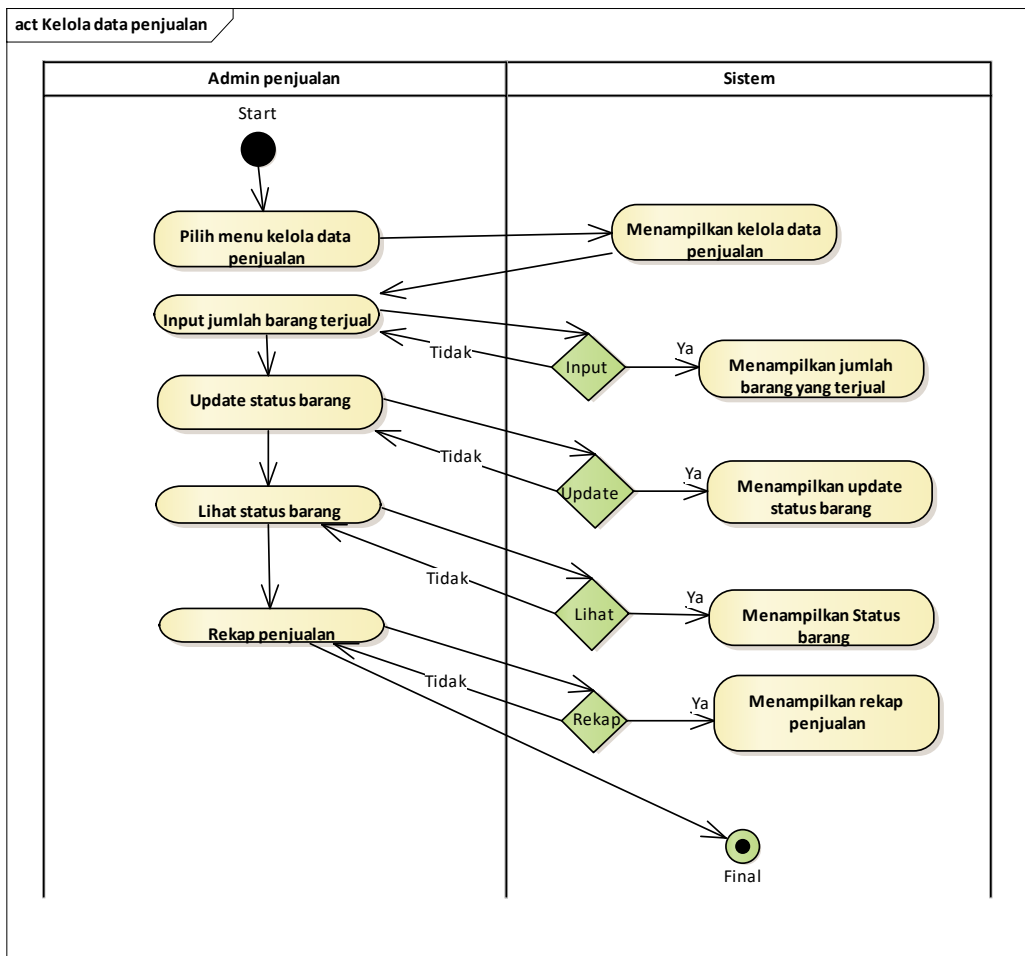 act Kelola data penjualan
Admin penjualan
Sistem
Start
Pilih menu kelola data
penjualan
Menampilkan kelola data
penjualan
Input jumlah barang terjual
Tidak
Input
Ya
Menampilkan jumlah
barang yang terjual
Update status barang
Tidak
Update
Ya
Menampilkan update
status barang
Lihat status barang
Tidak
Lihat
Ya
Menampilkan Status
barang
Rekap penjualan
Tidak
Rekap
Ya
Menampilkan rekap
penjualan
Final